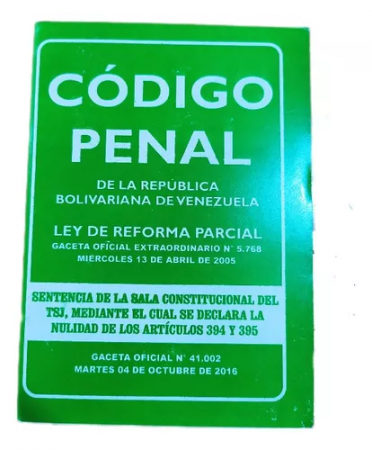 CÓDIGO
PENAL
DE LA REPÚBLICA
BOLIVARIANA DE VENEZUELA
LEY DE REFORMA PARCIAL
GACETA OFICIAL EXTRAORDINARIO N° 5.768
MIERCOLES 13 DE ABRIL DE 2005
SENTENCIA DE LA SALA CONSTITUCIONAL DEL
TSJ, MEDIANTE EL CUAL SE DECLARA LA
NULIDAD DE LOS ARTÍCULOS 394 Y 395
GACETA OFICIAL N° 41.002
MARTES 04 DE OCTUBRE DE 2016